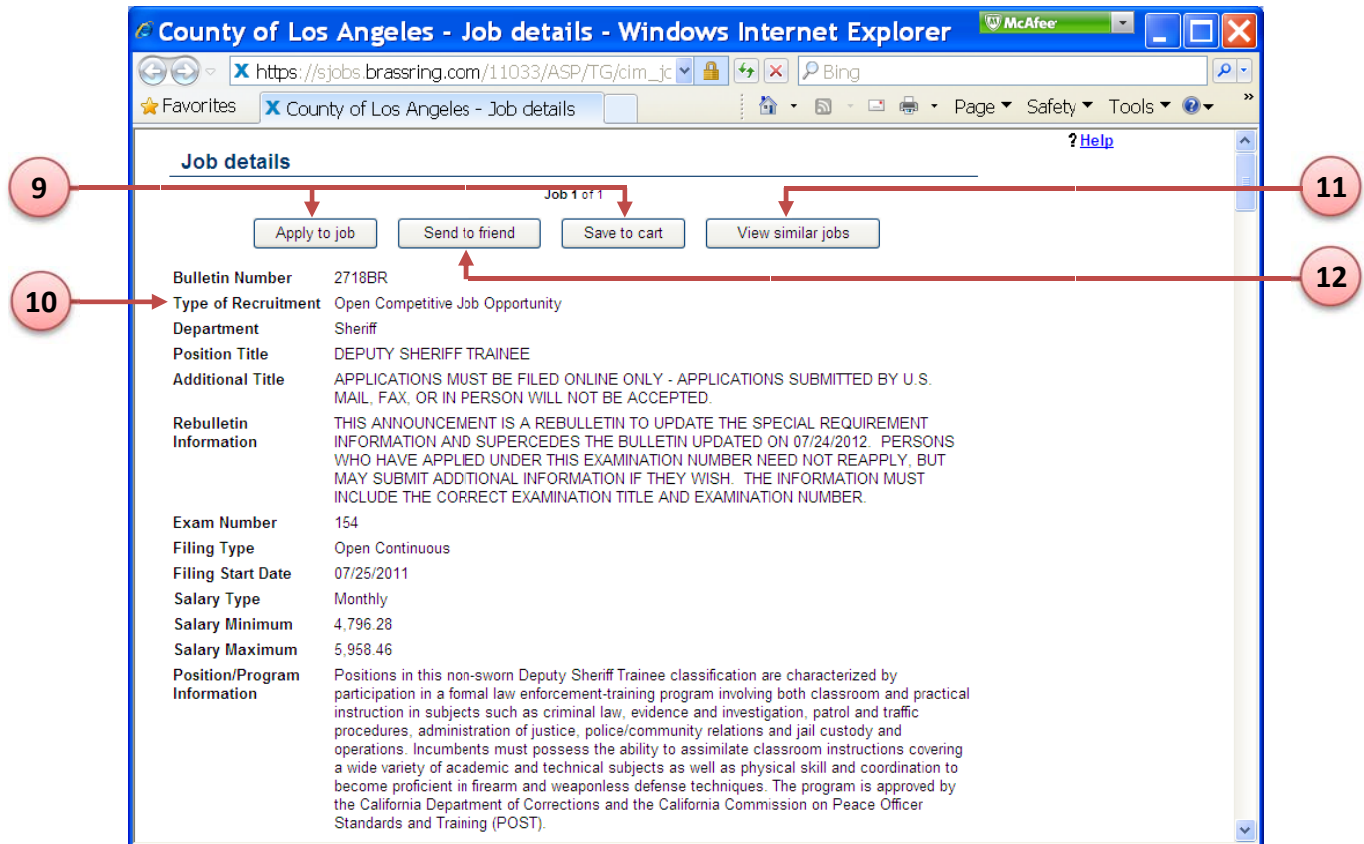 County of Los Angeles - Job details - Windows Internet Explorer
McAfee
https://sjobs.brassring.com/11033/ASP/TG/cim_jc
Bing
Favorites
County of Los Angeles - Job details
Page
Safety
Tools
? Help
Job details
9
11
Job 1 of 1
Apply to job
Send to friend
Save to cart
View similar jobs
12
10
Bulletin Number 2718BR
Type of Recruitment Open Competitive Job Opportunity
Department Sheriff
Position Title DEPUTY SHERIFF TRAINEE
Additional Title APPLICATIONS MUST BE FILED ONLINE ONLY - APPLICATIONS SUBMITTED BY U.S.
MAIL, FAX, OR IN PERSON WILL NOT BE ACCEPTED.
Rebulletin THIS ANNOUNCEMENT IS A REBULLETIN TO UPDATE THE SPECIAL REQUIREMENT
Information INFORMATION AND SUPERCEDES THE BULLETIN UPDATED ON 07/24/2012. PERSONS
WHO HAVE APPLIED UNDER THIS EXAMINATION NUMBER NEED NOT REAPPLY, BUT
MAY SUBMIT ADDITIONAL INFORMATION IF THEY WISH. THE INFORMATION MUST
INCLUDE THE CORRECT EXAMINATION TITLE AND EXAMINATION NUMBER.
Exam Number 154
Filing Type Open Continuous
Filing Start Date 07/25/2011
Salary Type Monthly
Salary Minimum 4,796.28
Salary Maximum 5,958.46
Position/Program Positions in this non-sworn Deputy Sheriff Trainee classification are characterized by
Information participation in a formal law enforcement-training program involving both classroom and practical
instruction in subjects such as criminal law, evidence and investigation, patrol and traffic
procedures, administration of justice, police/community relations and jail custody and
operations. Incumbents must possess the ability to assimilate classroom instructions covering
a wide variety of academic and technical subjects as well as physical skill and coordination to
become proficient in firearm and weaponless defense techniques. The program is approved by
the California Department of Corrections and the California Commission on Peace Officer
Standards and Training (POST).